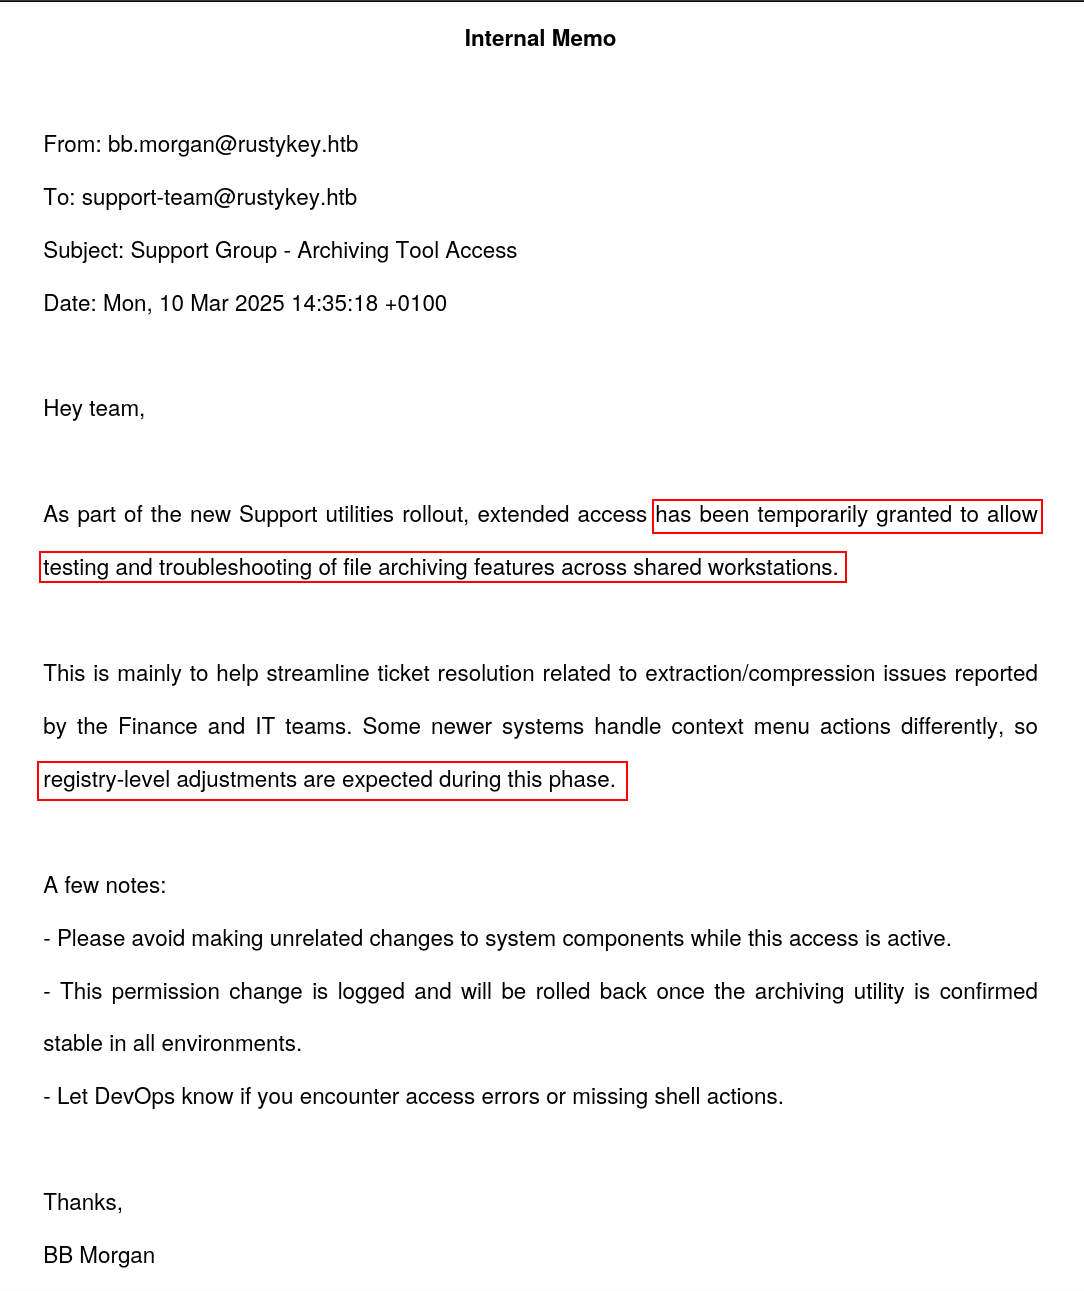 Internal Memo
From: bb.morgan@rustykey.htb
To: support-team@rustykey.htb
Subject: Support Group - Archiving Tool Access
Date: Mon, 10 Mar 2025 14:35:18 +0100
Hey team,
As part of the new Support utilities rollout, extended access has been temporarily granted to allow
testing and troubleshooting of file archiving features across shared workstations.
This is mainly to help streamline ticket resolution related to extraction/compression issues reported
by the Finance and IT teams. Some newer systems handle context menu actions differently, so
registry-level adjustments are expected during this phase.
A few notes:
- Please avoid making unrelated changes to system components while this access is active.
- This permission change is logged and will be rolled back once the archiving utility is confirmed
stable in all environments.
- Let DevOps know if you encounter access errors or missing shell actions.
Thanks,
BB Morgan